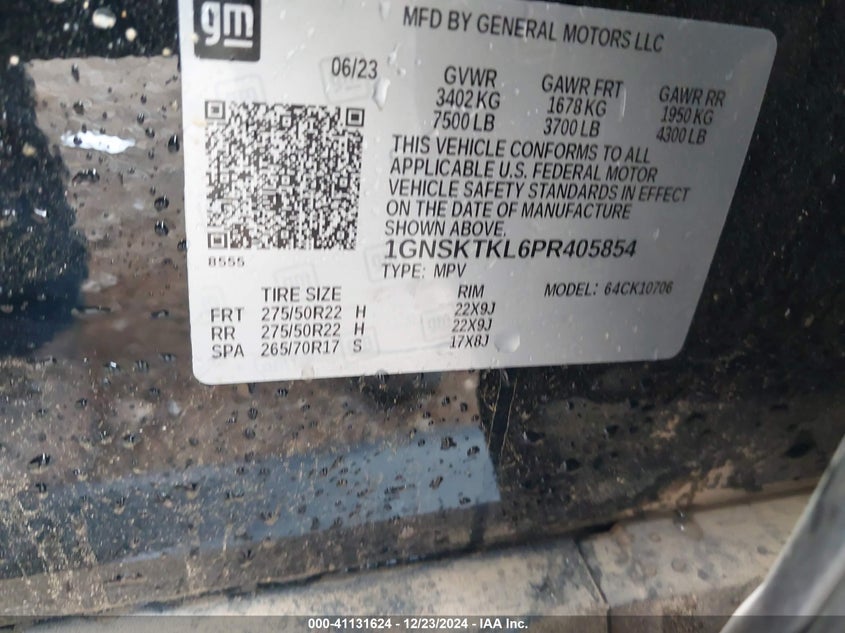 gm
MFD BY GENERAL MOTORS LLC
06/23
GVWR GAWR FRT GAWR RR
3402 KG 1678 KG 1950 KG
7500 LB 3700 LB 4300 LB
THIS VEHICLE CONFORMS TO ALL
APPLICABLE U.S. FEDERAL MOTOR
VEHICLE SAFETY STANDARDS IN EFFECT
ON THE DATE OF MANUFACTURE
SHOWN ABOVE.
8555
1GNSKTKL6PR405854
TYPE: MPV MODEL: 64CK10706
TIRE SIZE RIM
FRT 275/50R22 H 22X9J
RR 275/50R22 H 22X9J
SPA 265/70R17 S 17X8J
000-41131624 - 12/23/2024 - IAA Inc.